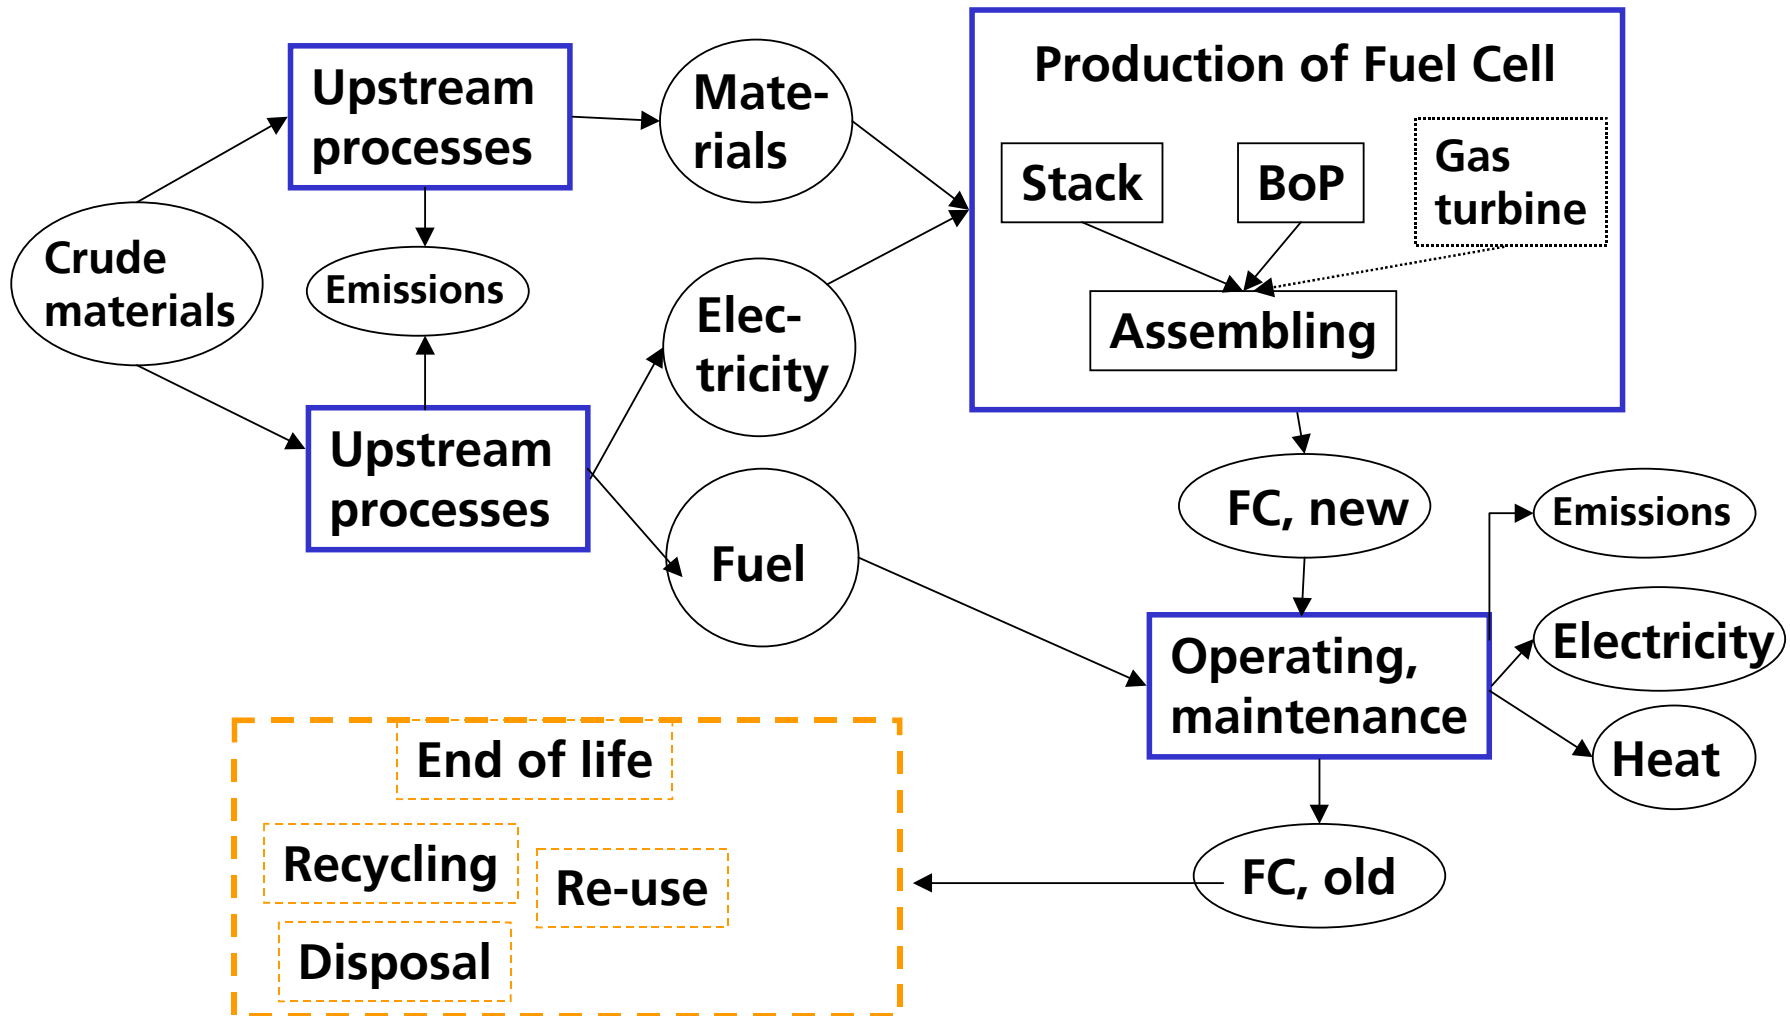 Upstream
processes
Mate-
rials
Production of Fuel Cell
Stack
BoP
Gas
turbine
Assembling
Crude
materials
Emissions
Elec-
tricity
Upstream
processes
Fuel
FC, new
Emissions
Operating,
maintenance
Electricity
Heat
End of life
Recycling
Re-use
Disposal
FC, old